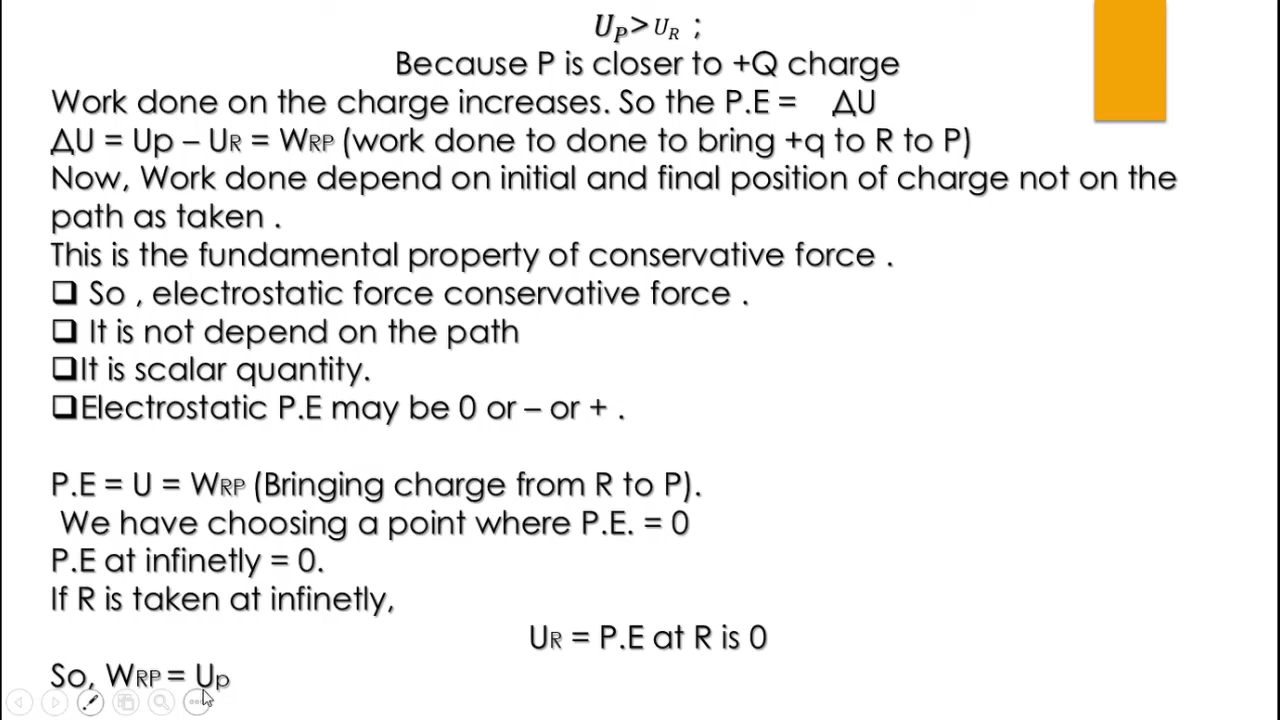 U_P > U_R ;
Because P is closer to +Q charge
Work done on the charge increases. So the P.E = ΔU
ΔU = Up – UR = WRP (work done to done to bring +q to R to P)
Now, Work done depend on initial and final position of charge not on the
path as taken .
This is the fundamental property of conservative force .
❑ So , electrostatic force conservative force .
❑ It is not depend on the path
❑It is scalar quantity.
❑Electrostatic P.E may be 0 or – or + .
P.E = U = WRP (Bringing charge from R to P).
We have choosing a point where P.E. = 0
P.E at infinetly = 0.
If R is taken at infinetly,
UR = P.E at R is 0
So, WRP = Up